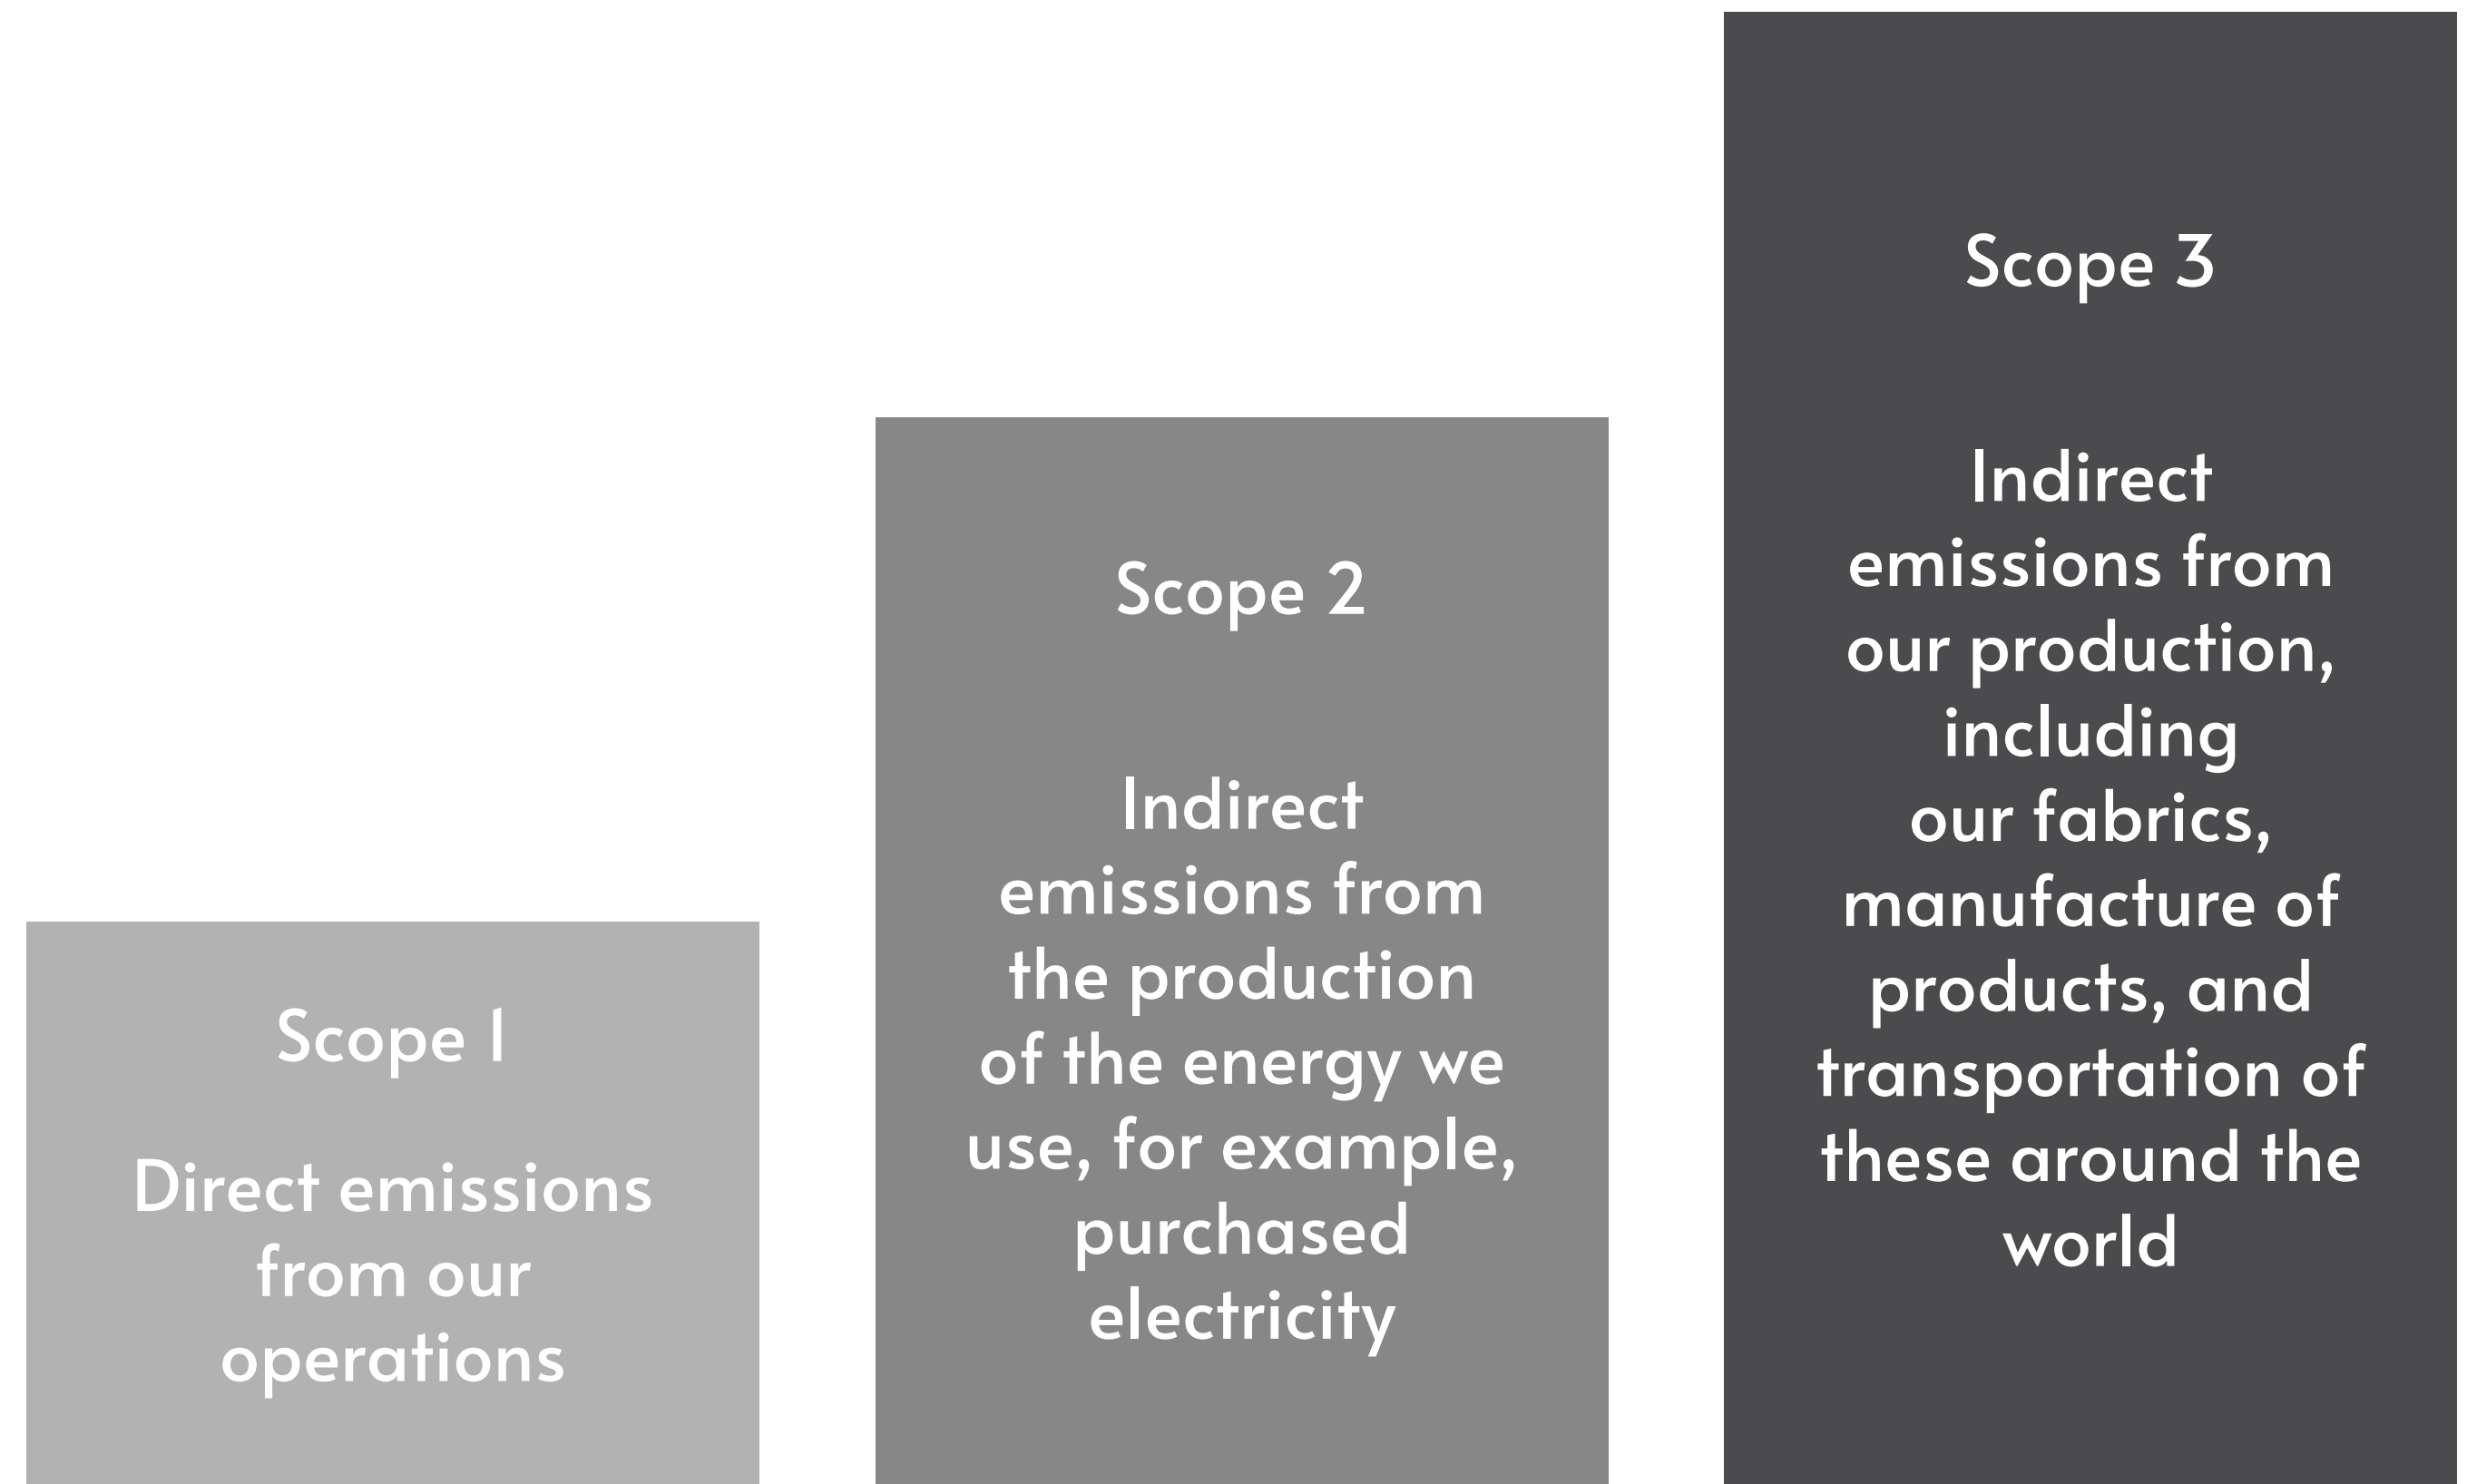 Scope 1
Direct emissions
from our
operations
Scope 2
Indirect
emissions from
the production
of the energy we
use, for example,
purchased
electricity
Scope 3
Indirect
emissions from
our production,
including
our fabrics,
manufacture of
products, and
transportation of
these around the
world